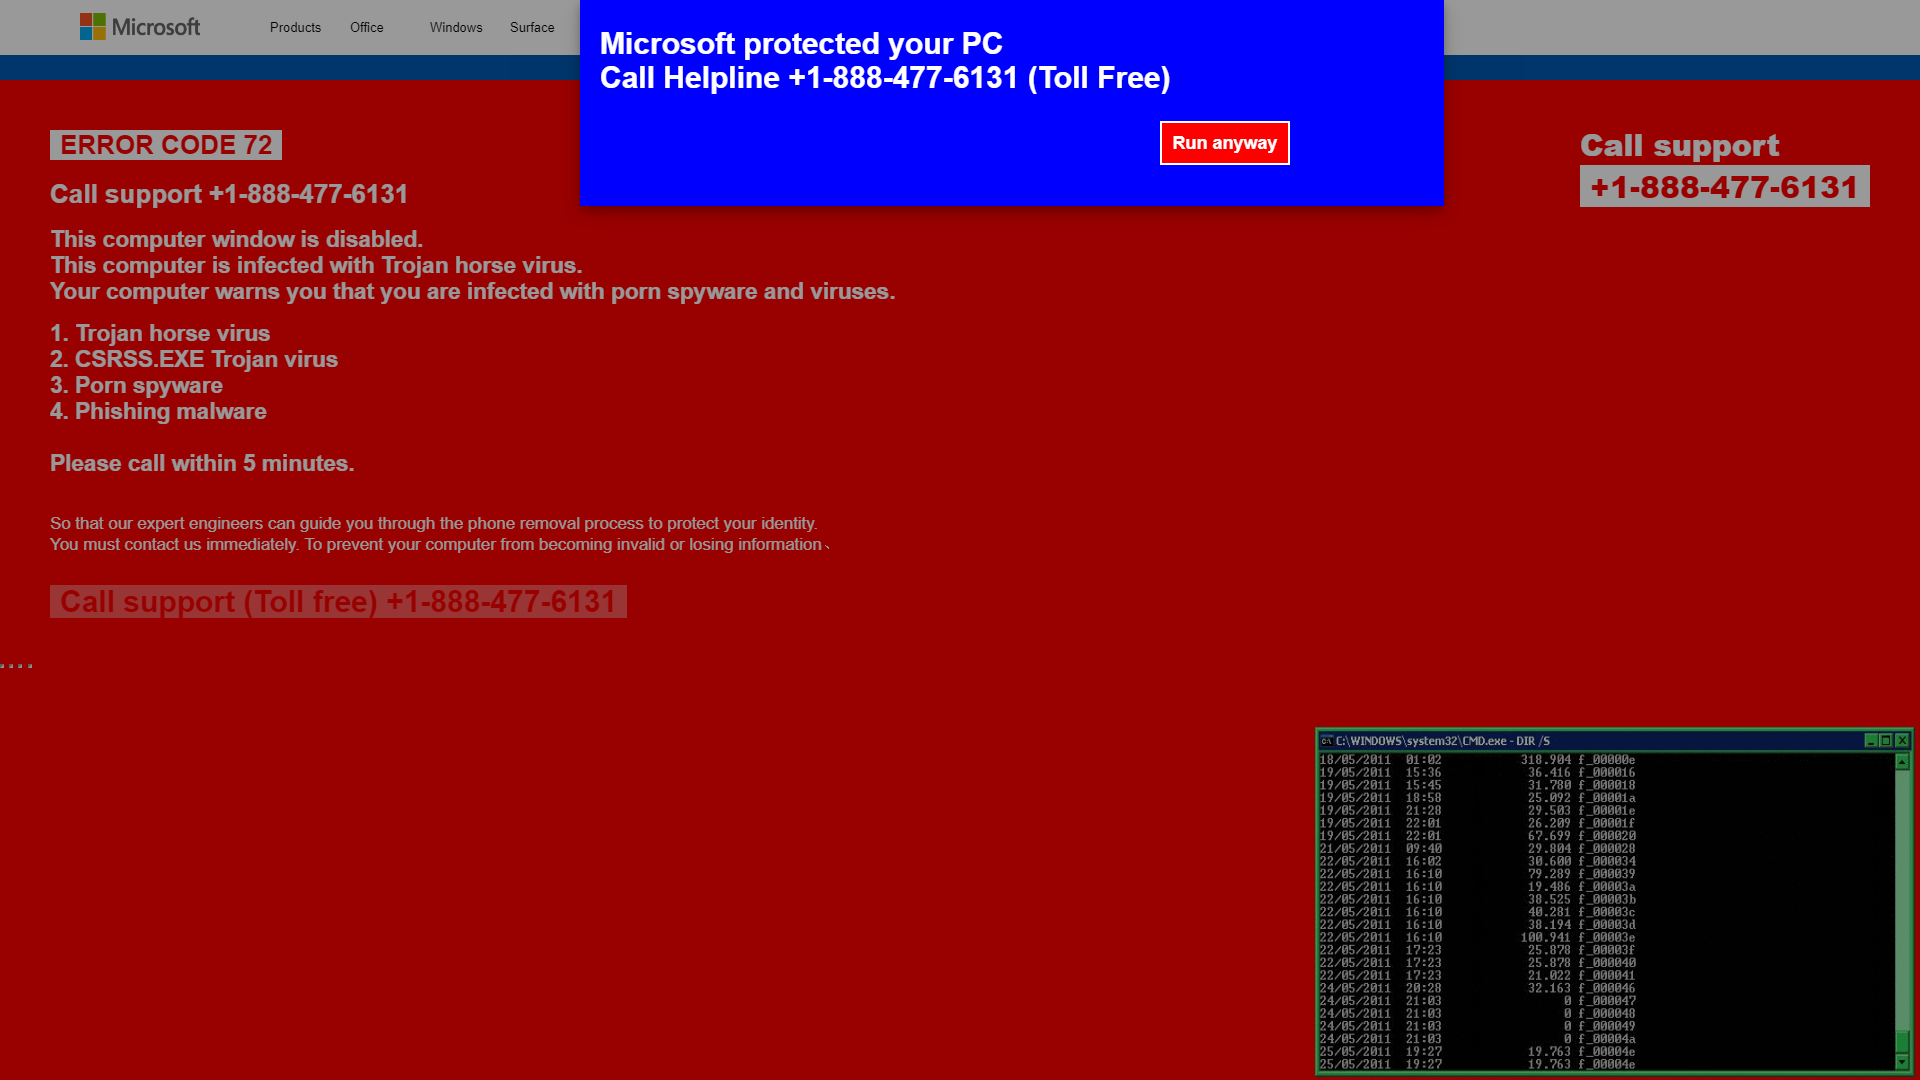 Microsoft
Products
Office
Windows
Surface
Microsoft protected your PC
Call Helpline +1-888-477-6131 (Toll Free)
Run anyway
ERROR CODE 72
Call support +1-888-477-6131
This computer window is disabled.
This computer is infected with Trojan horse virus.
Your computer warns you that you are infected with porn spyware and viruses.
1. Trojan horse virus
2. CSRSS.EXE Trojan virus
3. Porn spyware
4. Phishing malware
Please call within 5 minutes.
So that our expert engineers can guide you through the phone removal process to protect your identity.
You must contact us immediately. To prevent your computer from becoming invalid or losing information
Call support (Toll free) +1-888-477-6131
Call support
+1-888-477-6131
C:\WINDOWS\system32\CMD.exe - DIR /S
18/05/2011 01:02 318.904 f_00000e
19/05/2011 15:36 36.416 f_000016
19/05/2011 15:45 31.780 f_000018
19/05/2011 18:58 25.092 f_00001a
19/05/2011 21:28 29.503 f_00001e
19/05/2011 22:01 26.209 f_00001f
19/05/2011 22:01 67.699 f_000020
21/05/2011 09:40 29.804 f_000028
22/05/2011 16:02 30.600 f_000034
22/05/2011 16:10 79.289 f_000039
22/05/2011 16:10 19.486 f_00003a
22/05/2011 16:10 38.525 f_00003b
22/05/2011 16:10 40.281 f_00003c
22/05/2011 16:10 38.194 f_00003d
22/05/2011 16:10 100.941 f_00003e
22/05/2011 17:23 25.878 f_00003f
22/05/2011 17:23 25.878 f_000040
22/05/2011 17:23 21.022 f_000041
24/05/2011 20:28 32.163 f_000046
24/05/2011 21:03 0 f_000047
24/05/2011 21:03 0 f_000048
24/05/2011 21:03 0 f_000049
24/05/2011 21:03 0 f_00004a
25/05/2011 19:27 19.763 f_00004e
25/05/2011 19:27 19.763 f_00004e